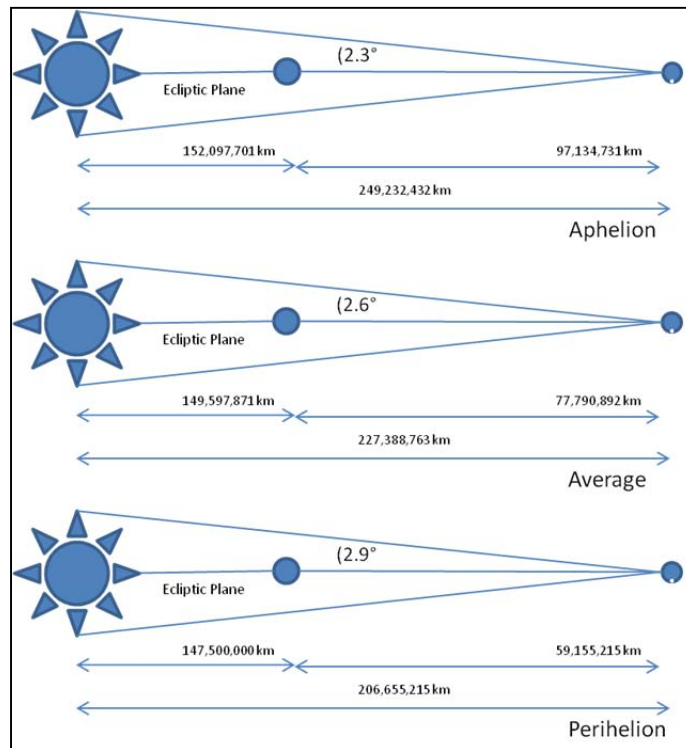 (2.3°
Ecliptic Plane
152,097,701 km
97,134,731 km
249,232,432 km
Aphelion
(2.6°
Ecliptic Plane
149,597,871 km
77,790,892 km
227,388,763 km
Average
(2.9°
Ecliptic Plane
147,500,000 km
59,155,215 km
206,655,215 km
Perihelion